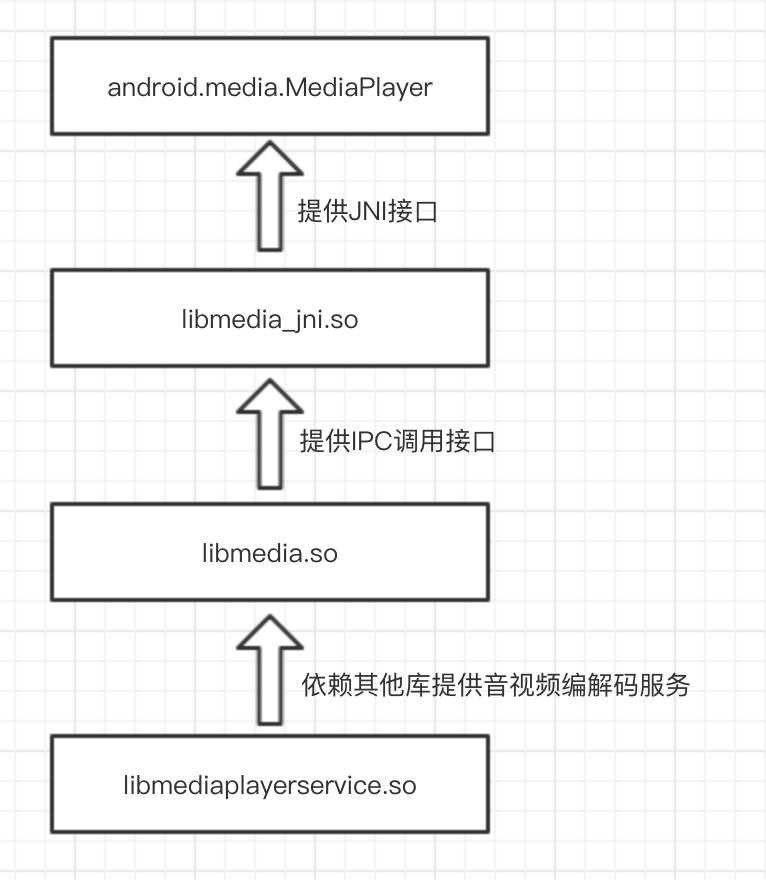 android.media.MediaPlayer
提供JNI接口
libmedia_jni.so
提供IPC调用接口
libmedia.so
依赖其他库提供音视频编解码服务
libmediaplayerservice.so